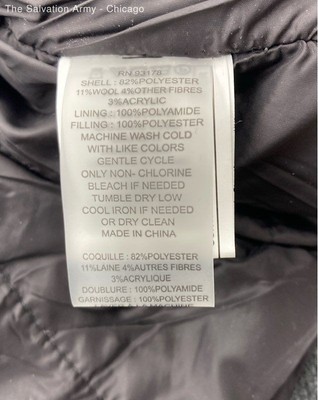 The Salvation Army - Chicago
RN 93178
SHELL : 82%POLYESTER
11%WOOL 4%OTHER FIBRES
3%ACRYLIC
LINING : 100%POLYAMIDE
FILLING : 100%POLYESTER
MACHINE WASH COLD
WITH LIKE COLORS
GENTLE CYCLE
ONLY NON- CHLORINE
BLEACH IF NEEDED
TUMBLE DRY LOW
COOL IRON IF NEEDED
OR DRY CLEAN
MADE IN CHINA
COQUILLE : 82%POLYESTER
11%LAINE 4%AUTRES FIBRES
3%ACRYLIQUE
DOUBLURE : 100%POLYAMIDE
GARNISSAGE : 100%POLYESTER